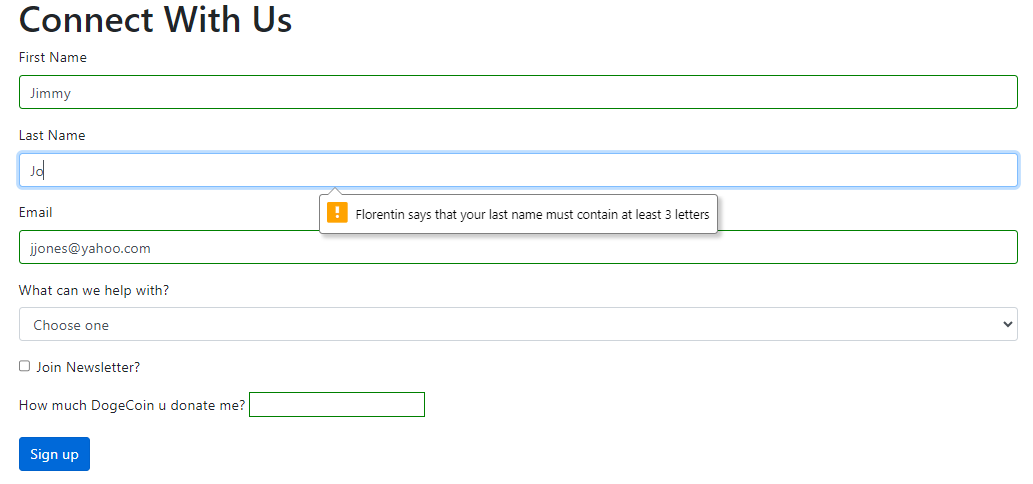 Connect With Us
First Name
Jimmy
Last Name
Jo
Florentin says that your last name must contain at least 3 letters
Email
jjones@yahoo.com
What can we help with?
Choose one
Join Newsletter?
How much DogeCoin u donate me?
Sign up